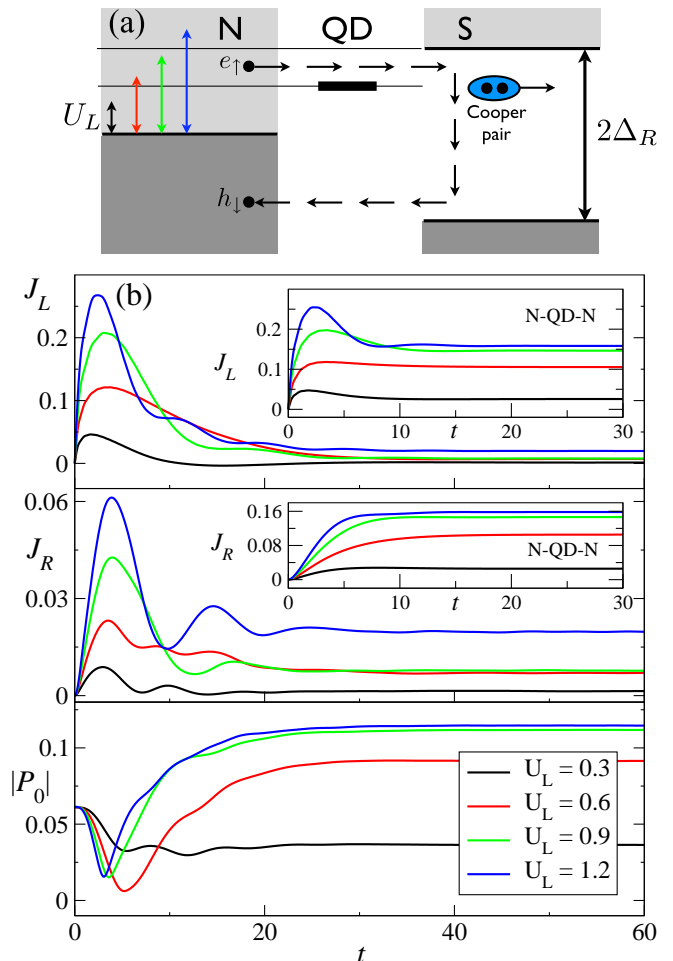 (a) N QD S
e↑
U_L
Cooper
pair
2Δ_R
h↓
J_L (b)
0.2
0.1
0
N-QD-N
J_L
0.2
0.1
0
0 10 20 30
t
0.06
J_R
0.03
0
N-QD-N
J_R
0.16
0.08
0
0 10 20 30
t
|P_0|
0.1
0.05
0
U_L = 0.3
U_L = 0.6
U_L = 0.9
U_L = 1.2
0 20 40 60
t